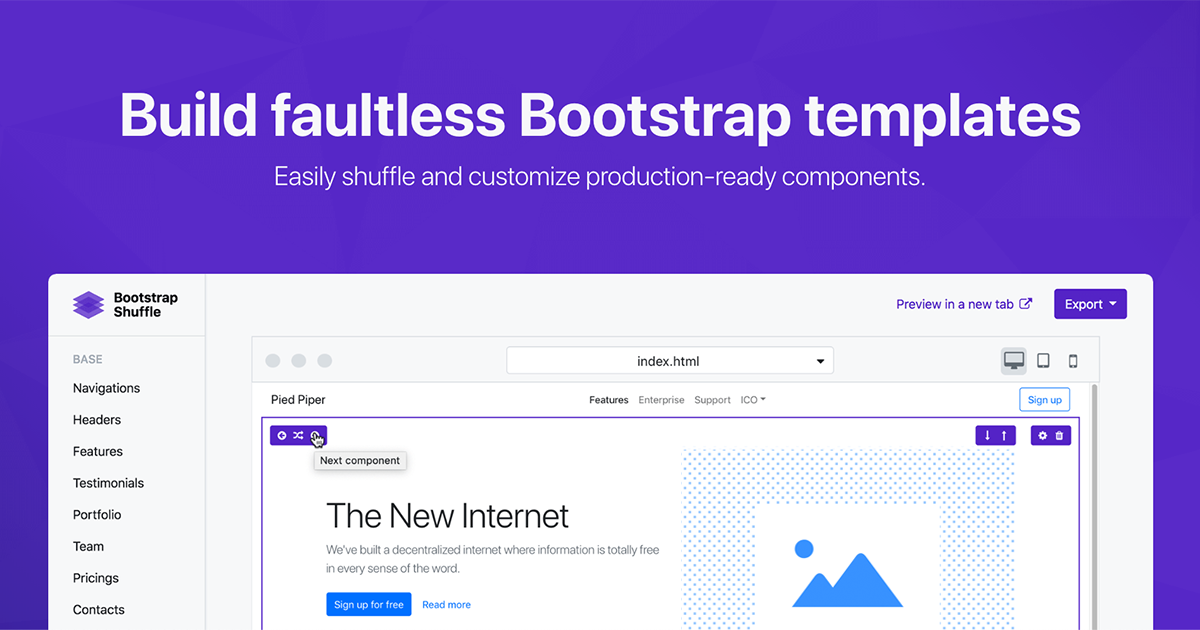 Build faultless Bootstrap templates
Easily shuffle and customize production-ready components.
Bootstrap
Shuffle
Preview in a new tab
Export
BASE
Navigations
Headers
Features
Testimonials
Portfolio
Team
Pricings
Contacts
index.html
Pied Piper
Features
Enterprise
Support
ICO
Sign up
Next component
The New Internet
We've built a decentralized internet where information is totally free
in every sense of the word.
Sign up for free
Read more